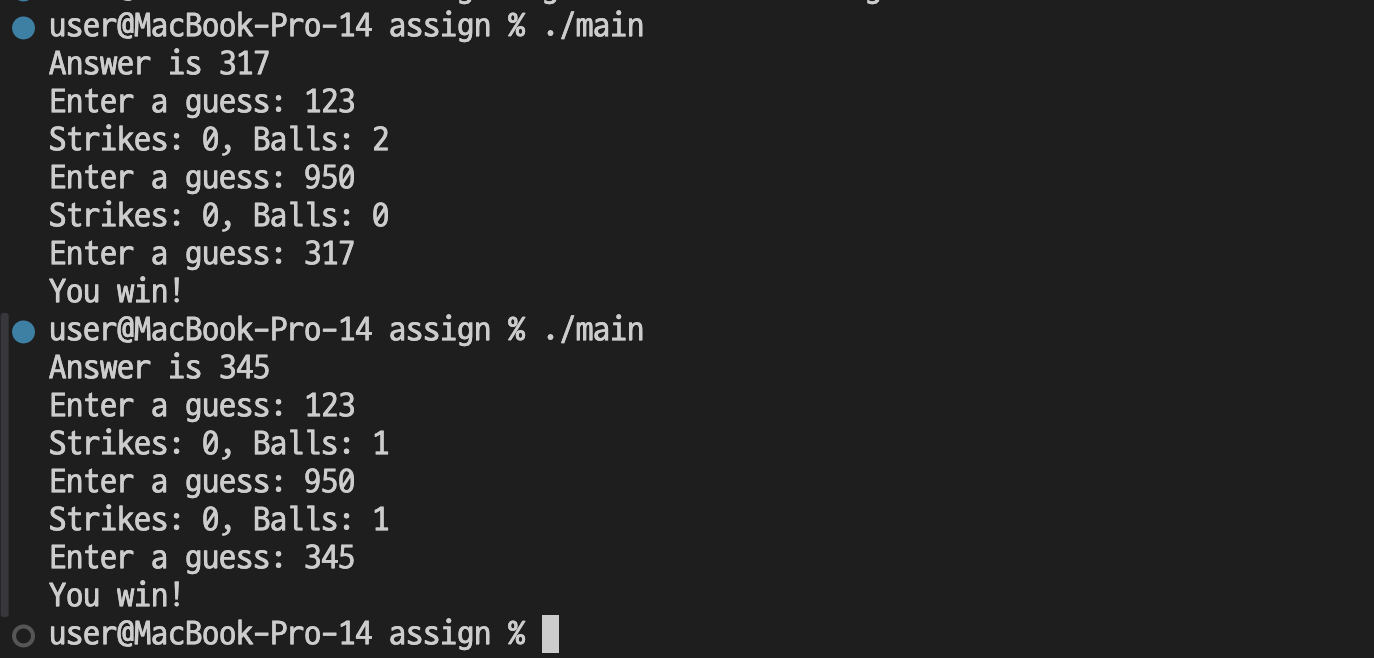 user@MacBook-Pro-14 assign % ./main
Answer is 317
Enter a guess: 123
Strikes: 0, Balls: 2
Enter a guess: 950
Strikes: 0, Balls: 0
Enter a guess: 317
You win!
user@MacBook-Pro-14 assign % ./main
Answer is 345
Enter a guess: 123
Strikes: 0, Balls: 1
Enter a guess: 950
Strikes: 0, Balls: 1
Enter a guess: 345
You win!
user@MacBook-Pro-14 assign %